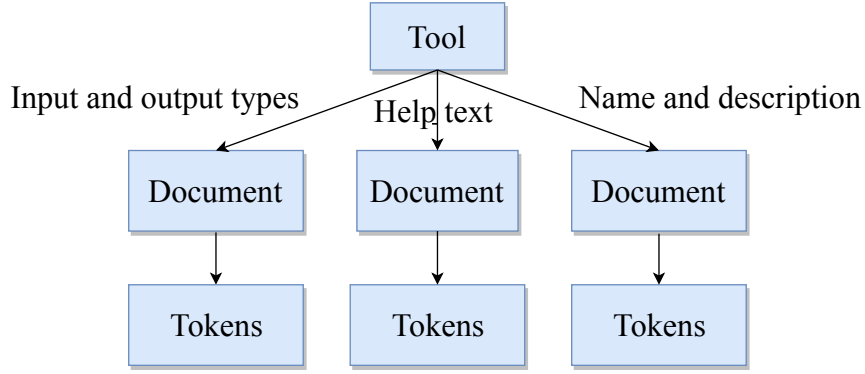 Tool
Input and output types
Help text
Name and description
Document
Document
Document
Tokens
Tokens
Tokens